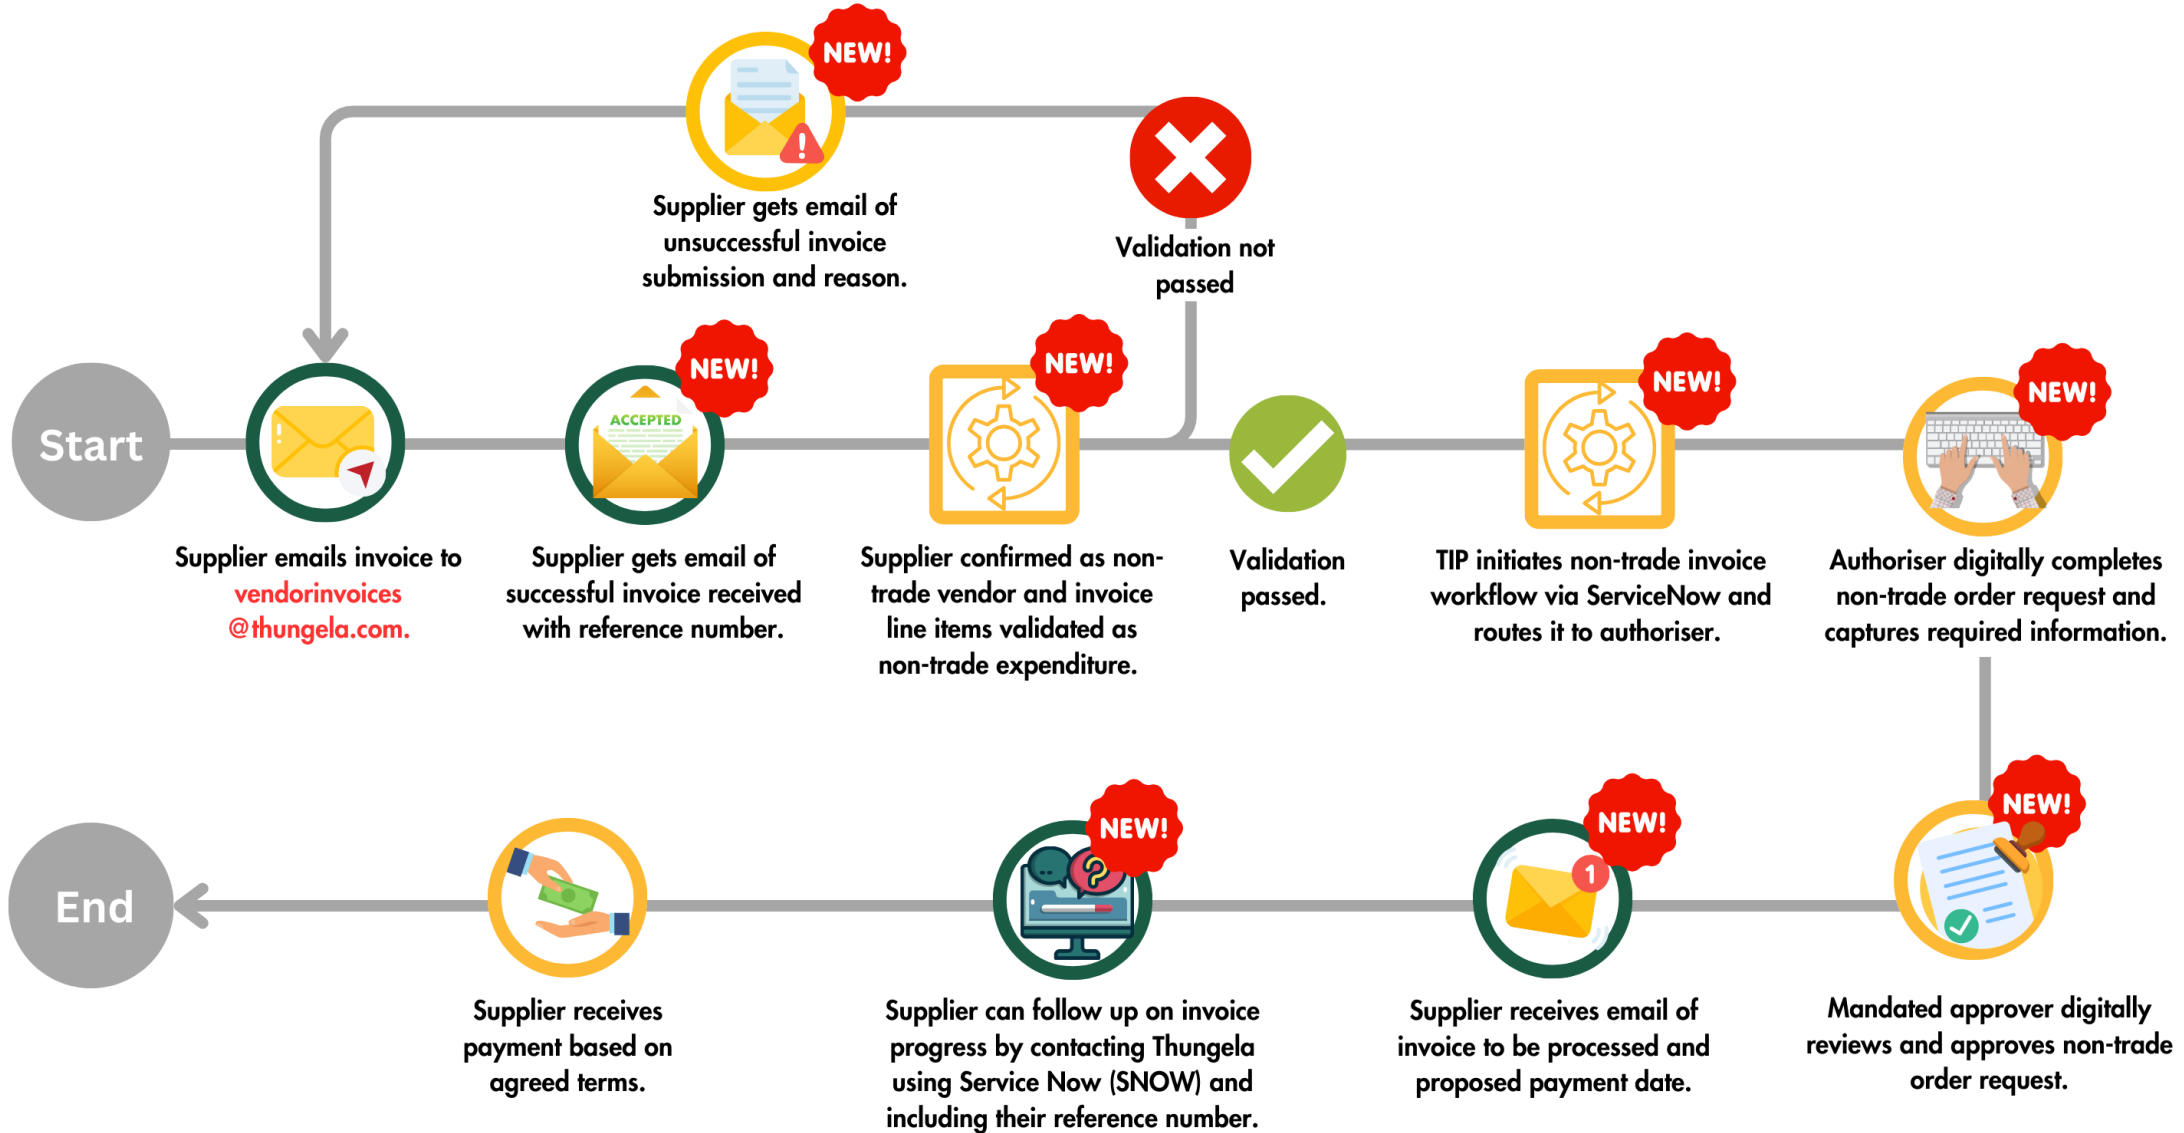 NEW!
Supplier gets email of
unsuccessful invoice
submission and reason.
Validation not
passed
Start
Supplier emails invoice to
vendorinvoices
@thungela.com.
NEW!
ACCEPTED
Supplier gets email of
successful invoice received
with reference number.
NEW!
Supplier confirmed as non-
trade vendor and invoice
line items validated as
non-trade expenditure.
Validation
passed.
NEW!
TIP initiates non-trade invoice
workflow via ServiceNow and
routes it to authoriser.
NEW!
Authoriser digitally completes
non-trade order request and
captures required information.
NEW!
Mandated approver digitally
reviews and approves non-trade
order request.
NEW!
1
Supplier receives email of
invoice to be processed and
proposed payment date.
NEW!
?
Supplier can follow up on invoice
progress by contacting Thungela
using Service Now (SNOW) and
including their reference number.
Supplier receives
payment based on
agreed terms.
End